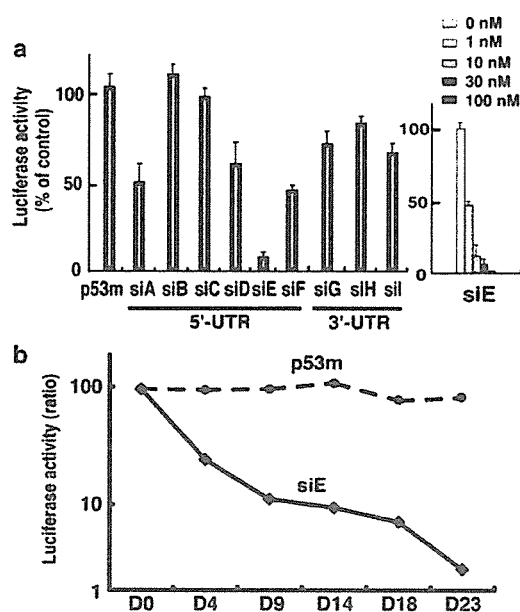 0 nM
1 nM
10 nM
30 nM
100 nM
a
Luciferase activity
(% of control)
100
50
0
p53m siA siB siC siD siE siF siG siH siI
5'-UTR 3'-UTR
100
50
0
siE
b
Luciferase activity (ratio)
100
10
1
p53m
siE
D0 D4 D9 D14 D18 D23